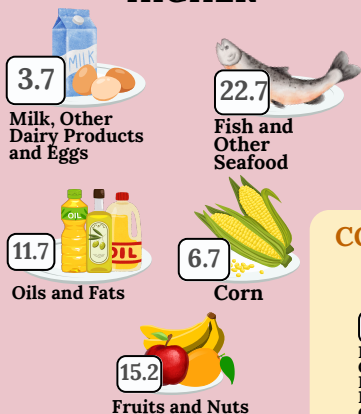 HIGHER
MILK
3.7
Milk, Other
Dairy Products
and Eggs
22.7
Fish and
Other
Seafood
OIL
OIL
11.7
Oils and Fats
6.7
Corn
15.2
Fruits and Nuts